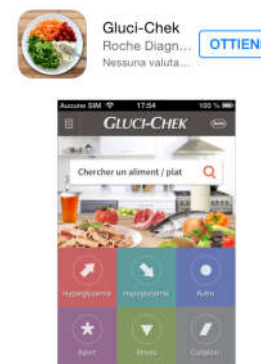 Gluci-Chek
Roche Diagn...
OTTIENI
Nessuna valuta...
Aucune SIM 17:54 100 %
GLUCI-CHEK
Chercher un aliment / plat
Hyperglycémie Hypoglycémie Autre
Sport Stress Collation